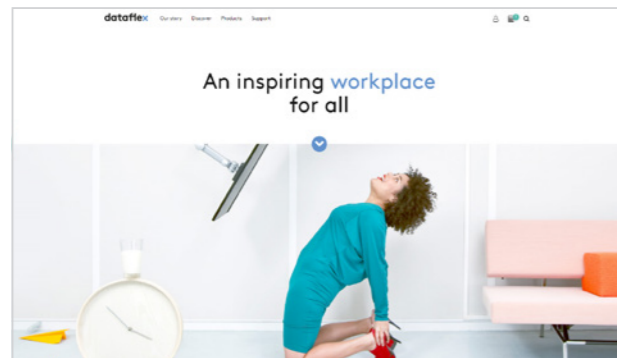 dataflex
Our story Discover Products Support
An inspiring workplace
for all